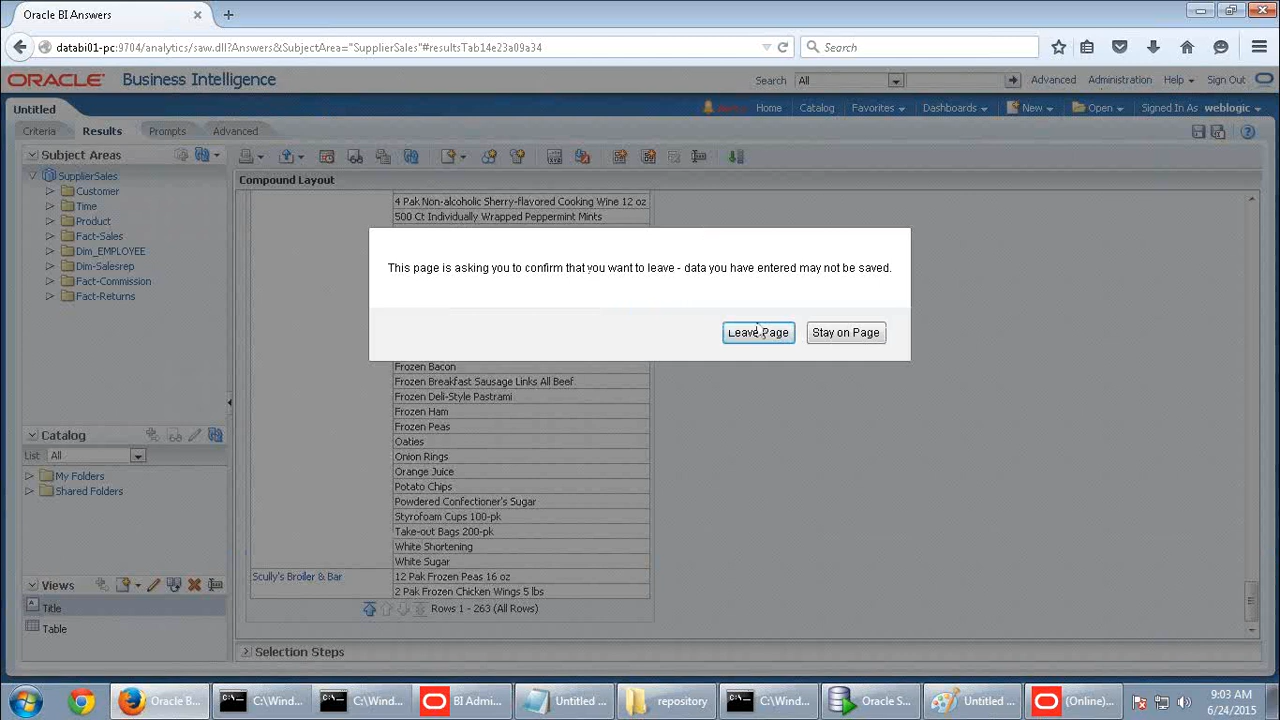 Oracle BI Answers
databi01-pc:9704/analytics/saw.dll?Answers&SubjectArea="SupplierSales"#resultsTab14e23a09a34
Search
ORACLE Business Intelligence
Search All
Advanced Administration Help Sign Out
Untitled
Home Catalog Favorites Dashboards New Open Signed In As weblogic
Criteria Results Prompts Advanced
Subject Areas
SupplierSales
Customer
Time
Product
Fact-Sales
Dim_EMPLOYEE
Dim-Salesrep
Fact-Commission
Fact-Returns
Catalog
List All
My Folders
Shared Folders
Views
Title
Table
Compound Layout
4 Pak Non-alcoholic Sherry-flavored Cooking Wine 12 oz
500 Ct Individually Wrapped Peppermint Mints
This page is asking you to confirm that you want to leave - data you have entered may not be saved.
Leave Page Stay on Page
Frozen Bacon
Frozen Breakfast Sausage Links All Beef
Frozen Deli-Style Pastrami
Frozen Ham
Frozen Peas
Oaties
Onion Rings
Orange Juice
Potato Chips
Powdered Confectioner's Sugar
Styrofoam Cups 100-pk
Take-out Bags 200-pk
White Shortening
White Sugar
Scully's Broiler & Bar 12 Pak Frozen Peas 16 oz
2 Pak Frozen Chicken Wings 5 lbs
Rows 1 - 263 (All Rows)
Selection Steps
Oracle B... C:\Wind... C:\Wind... BI Admi... Untitled ... repository C:\Wind... Oracle S... Untitled ... (Online)...
9:03 AM
6/24/2015